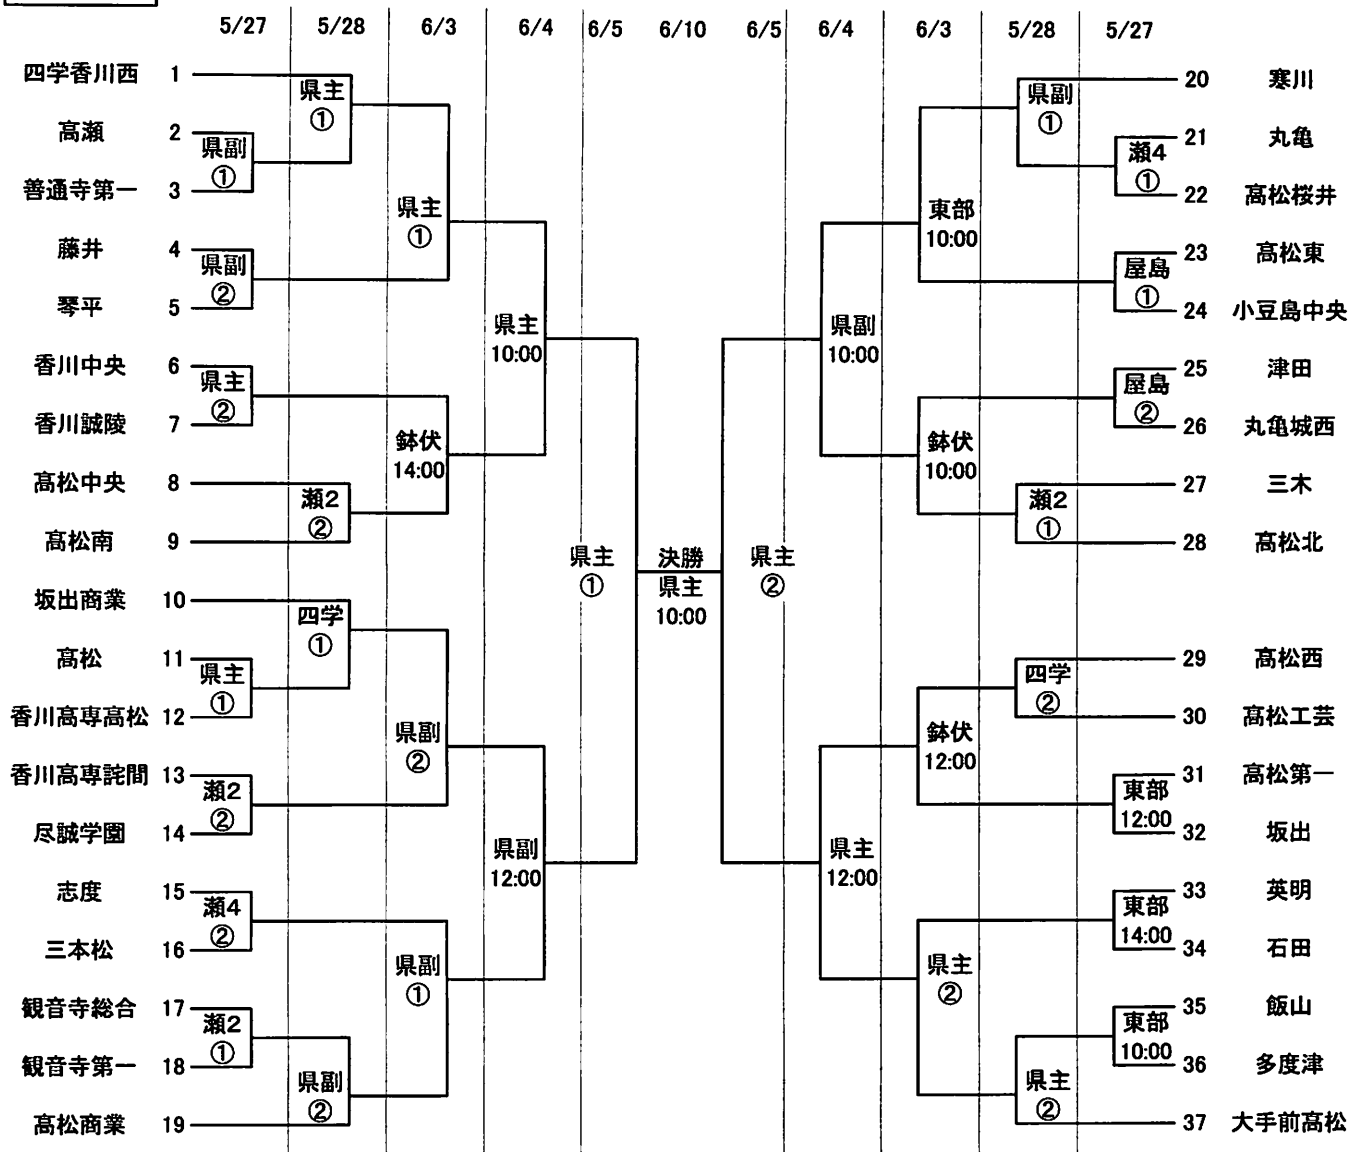 5/27 5/28 6/3 6/4 6/5 6/10 6/5 6/4 6/3 5/28 5/27
四学香川西 1
高瀬 2
善通寺第一 3
藤井 4
琴平 5
香川中央 6
香川誠陵 7
高松中央 8
高松南 9
坂出商業 10
高松 11
香川高専高松 12
香川高専詫間 13
尽誠学園 14
志度 15
三本松 16
観音寺総合 17
観音寺第一 18
高松商業 19
県副
①
県副
②
県主
②
県主
①
瀬2
②
瀬4
②
瀬2
①
県主
①
瀬2
②
四学
①
県副
②
県主
①
鉢伏
14:00
県副
②
県副
①
県主
10:00
県副
12:00
県主
①
決勝
県主
10:00
県主
②
県副
10:00
県主
12:00
東部
10:00
鉢伏
10:00
鉢伏
12:00
県主
②
県副
①
瀬2
①
四学
②
県主
②
瀬4
①
屋島
①
屋島
②
東部
12:00
東部
14:00
東部
10:00
20 寒川
21 丸亀
22 高松桜井
23 高松東
24 小豆島中央
25 津田
26 丸亀城西
27 三木
28 高松北
29 高松西
30 高松工芸
31 高松第一
32 坂出
33 英明
34 石田
35 飯山
36 多度津
37 大手前高松